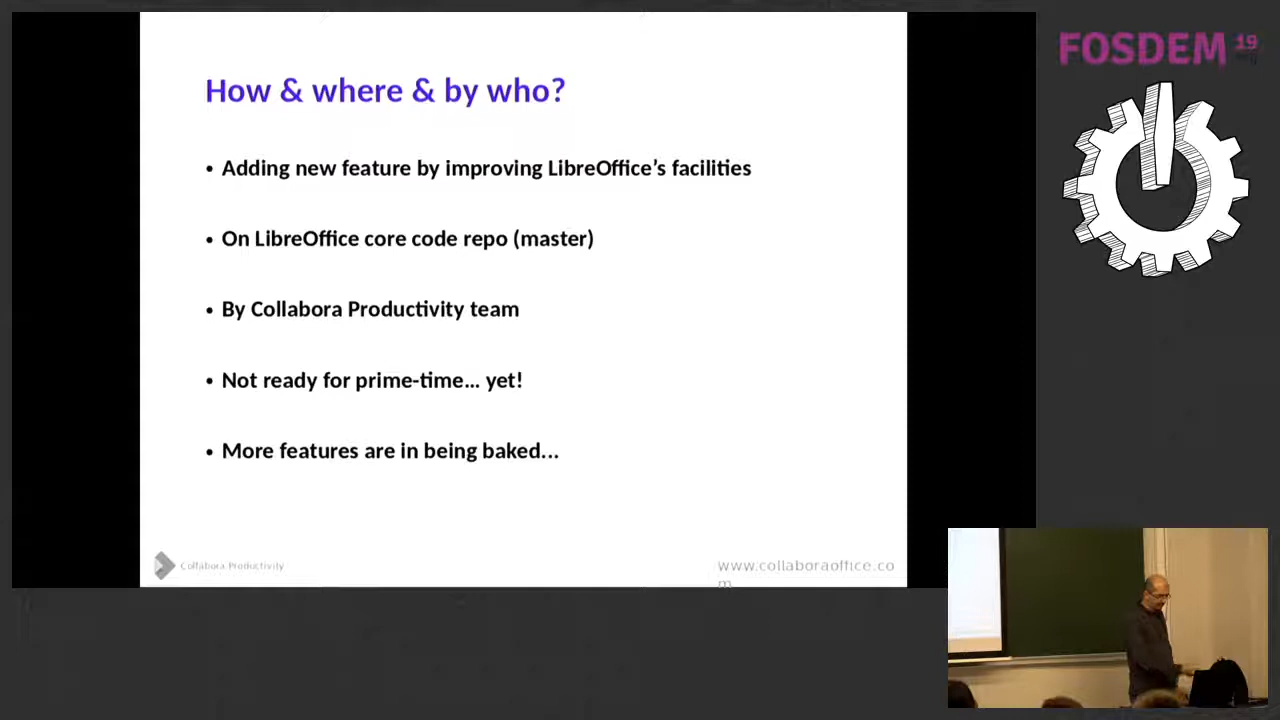 How & where & by who?
• Adding new feature by improving LibreOffice’s facilities
• On LibreOffice core code repo (master)
• By Collabora Productivity team
• Not ready for prime-time... yet!
• More features are in being baked...
Collabora Productivity
www.collaboraoffice.co
m
FOSDEM 19